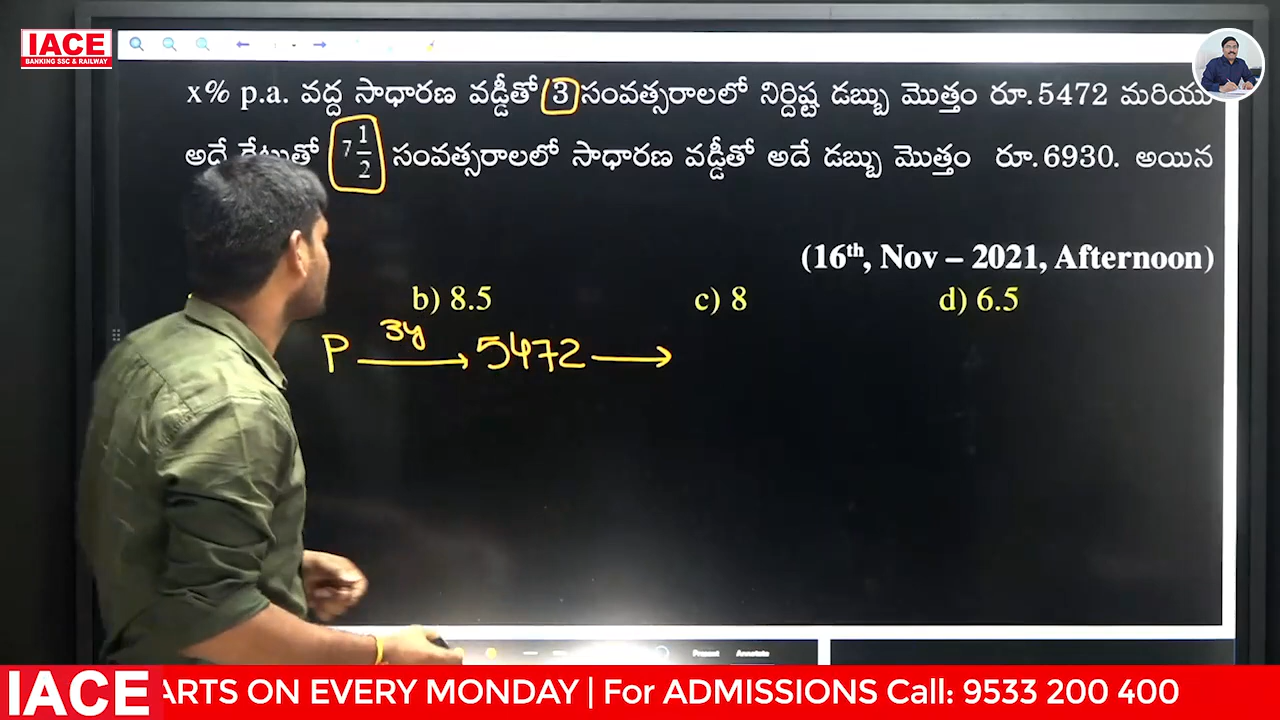 IACE
BANKING SSC & RAILWAY
x% p.a. వద్ద సాధారణ వడ్డీతో 3 సంవత్సరాలలో నిర్దిష్ట డబ్బు మొత్తం రూ.5472 మరియు
అదే రేటుతో 7 1/2 సంవత్సరాలలో సాధారణ వడ్డీతో అదే డబ్బు మొత్తం రూ.6930. అయిన
(16th, Nov – 2021, Afternoon)
b) 8.5 c) 8 d) 6.5
P 3y → 5472 →
Present Annotate
IACE ARTS ON EVERY MONDAY | For ADMISSIONS Call: 9533 200 400